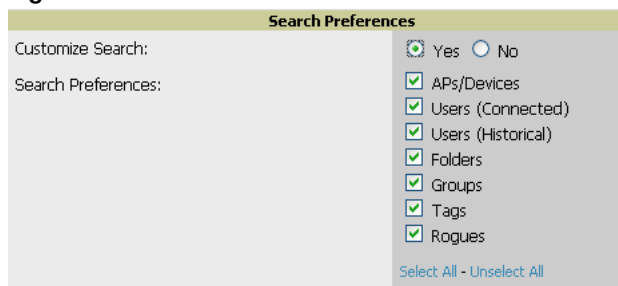 Search Preferences
Customize Search:
Yes No
Search Preferences:
APs/Devices
Users (Connected)
Users (Historical)
Folders
Groups
Tags
Rogues
Select All - Unselect All